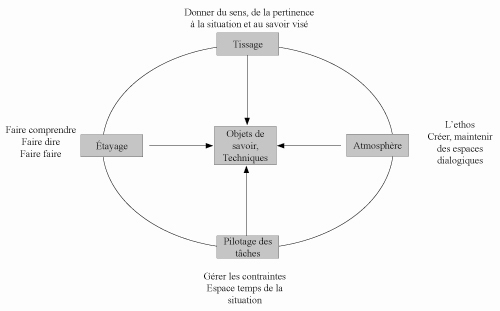 Donner du sens, de la pertinence
à la situation et au savoir visé
Tissage
Faire comprendre
Faire dire
Faire faire
Étayage
Objets de
savoir,
Techniques
Atmosphère
L'ethos
Créer, maintenir
des espaces
dialogiques
Pilotage des
tâches
Gérer les contraintes
Espace temps de la
situation